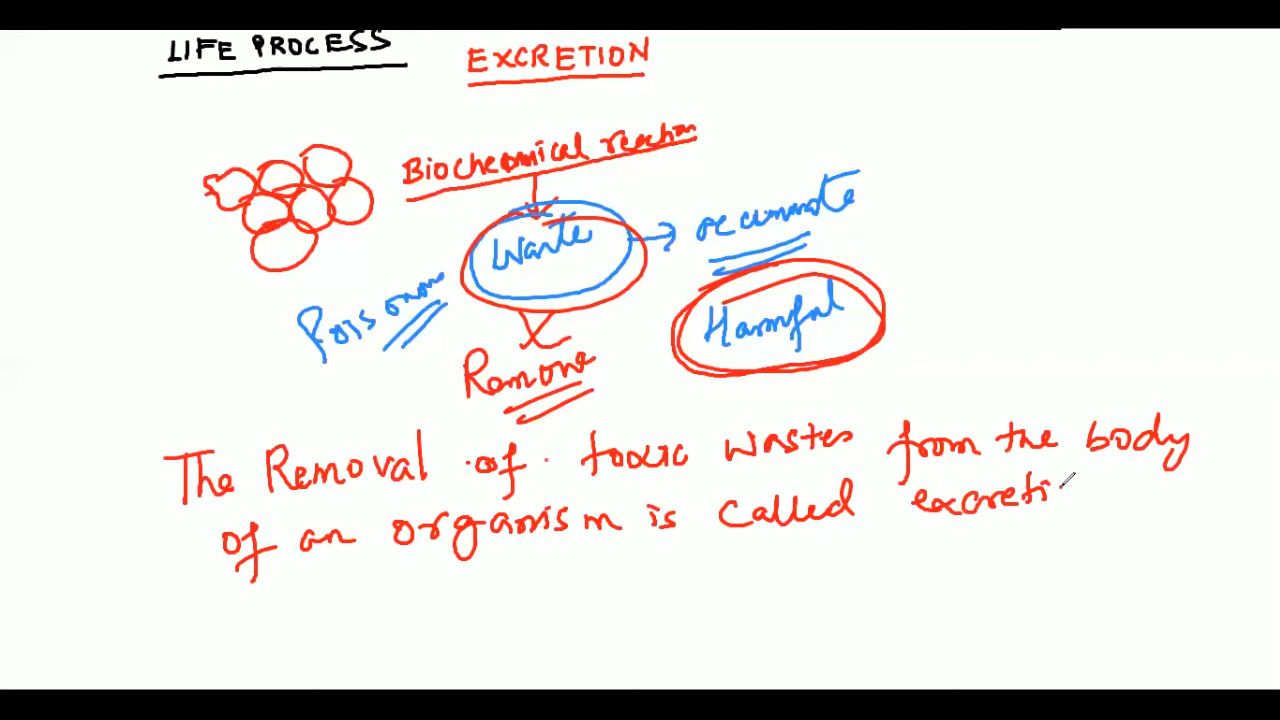 LIFE PROCESS
EXCRETION
Biochemical reaction
Waste
accumate
Poisonous
Harmful
Remove
The Removal of toxic wastes from the body
of an organism is called excreti